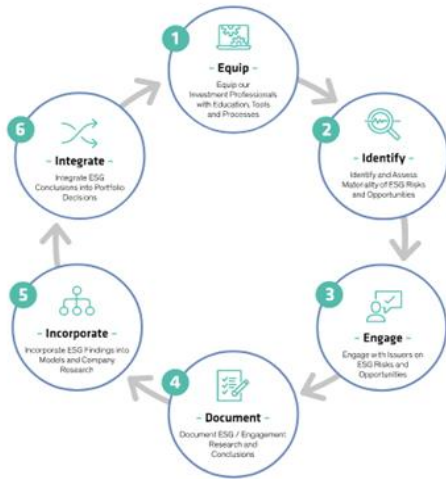 1
- Equip -
Equip our
Investment Professionals
with Education, Tools
and Processes
2
- Identify -
Identify and Assess
Materiality of ESG Risks
and Opportunities
3
- Engage -
Engage with Issuers on
ESG Risks and
Opportunities
4
- Document -
Document ESG / Engagement
Research and
Conclusions
5
- Incorporate -
Incorporate ESG Findings into
Models and Company
Research
6
- Integrate -
Integrate ESG
Conclusions into Portfolio
Decisions